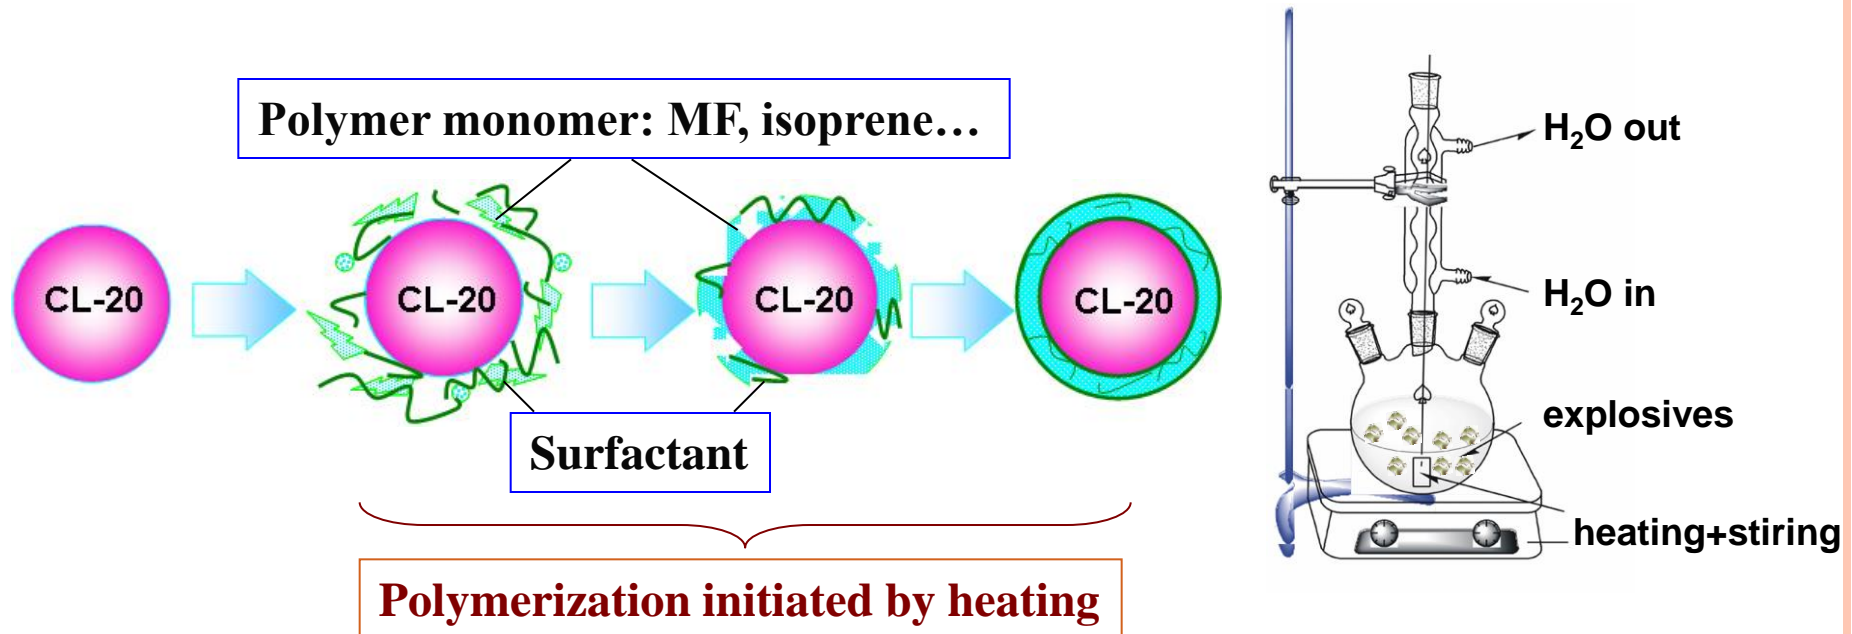 Polymer monomer: MF, isoprene…
CL-20
CL-20
CL-20
CL-20
Surfactant
Polymerization initiated by heating
H₂O out
H₂O in
explosives
heating+stiring